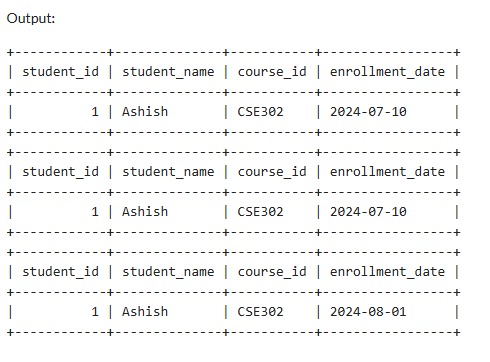 Output:
+------------+--------------+-----------+-----------------+
| student_id | student_name | course_id | enrollment_date |
+------------+--------------+-----------+-----------------+
|          1 | Ashish       | CSE302    | 2024-07-10      |
+------------+--------------+-----------+-----------------+
+------------+--------------+-----------+-----------------+
| student_id | student_name | course_id | enrollment_date |
+------------+--------------+-----------+-----------------+
|          1 | Ashish       | CSE302    | 2024-07-10      |
+------------+--------------+-----------+-----------------+
+------------+--------------+-----------+-----------------+
| student_id | student_name | course_id | enrollment_date |
+------------+--------------+-----------+-----------------+
|          1 | Ashish       | CSE302    | 2024-08-01      |
+------------+--------------+-----------+-----------------+